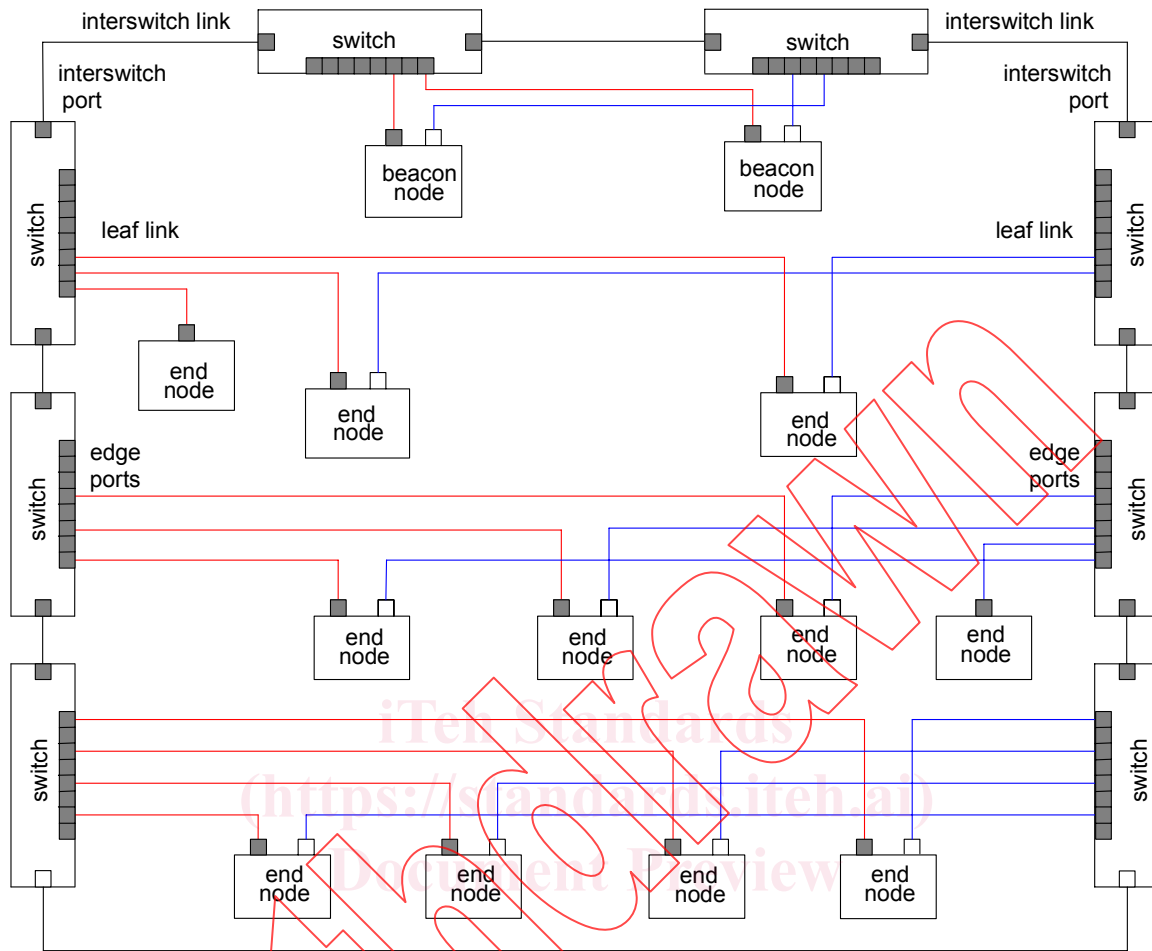 interswitch link
switch
switch
interswitch link
interswitch
port
interswitch
port
beacon
node
beacon
node
switch
leaf link
leaf link
switch
end
node
end
node
end
node
switch
edge
ports
edge
ports
switch
end
node
end
node
end
node
end
node
iTeh Standards
switch
switch
(https://standards.iteh.ai)
Document Preview
end
node
end
node
end
node
end
node